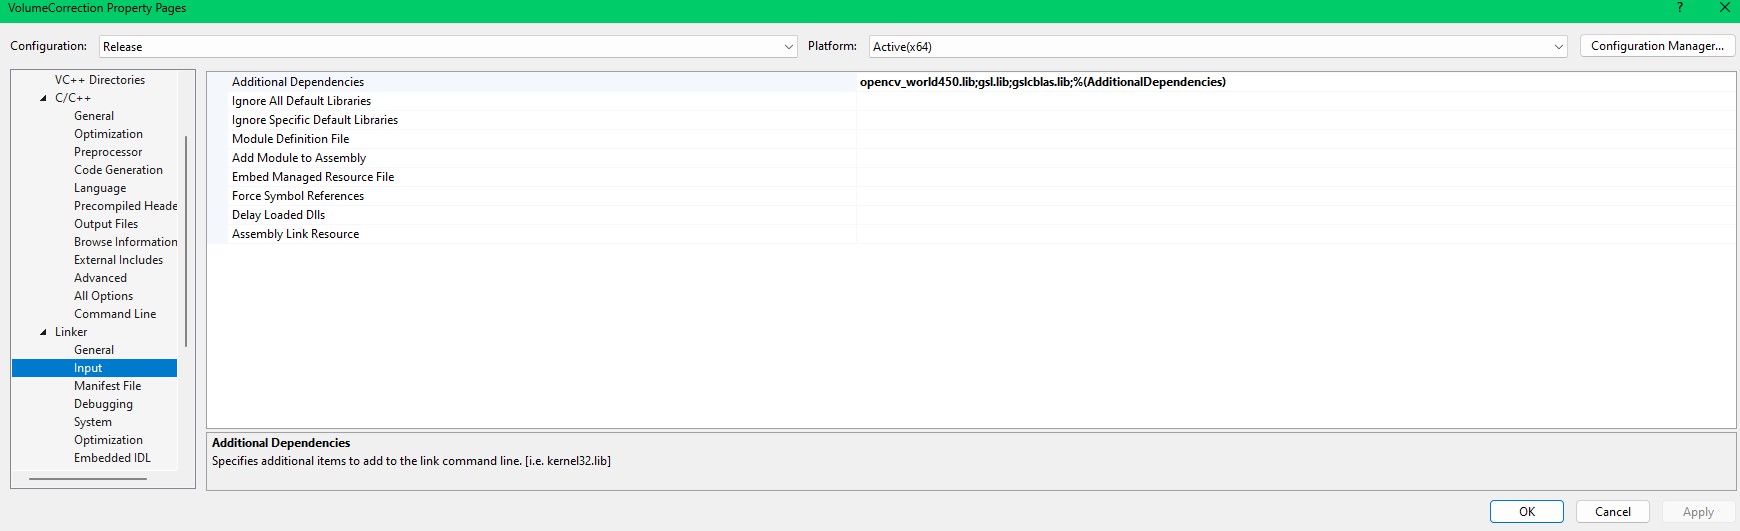 VolumeCorrection Property Pages ?
Configuration: Release Platform: Active(x64) Configuration Manager...
VC++ Directories
C/C++
General
Optimization
Preprocessor
Code Generation
Language
Precompiled Heade
Output Files
Browse Information
External Includes
Advanced
All Options
Command Line
Linker
General
Input
Manifest File
Debugging
System
Optimization
Embedded IDL
Additional Dependencies opencv_world450.lib;gsl.lib;gslcblas.lib;%(AdditionalDependencies)
Ignore All Default Libraries
Ignore Specific Default Libraries
Module Definition File
Add Module to Assembly
Embed Managed Resource File
Force Symbol References
Delay Loaded Dlls
Assembly Link Resource
Additional Dependencies
Specifies additional items to add to the link command line. [i.e. kernel32.lib]
OK Cancel Apply